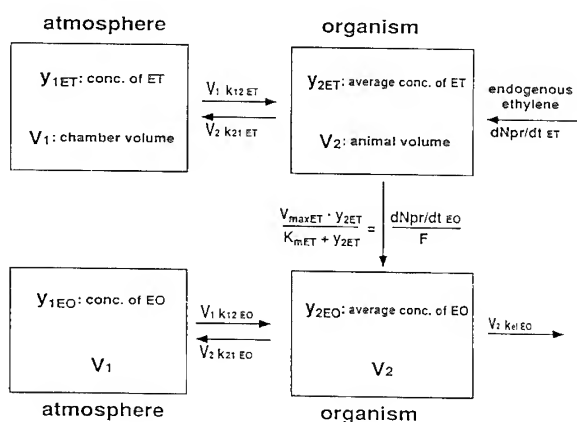 atmosphere
organism
y1ET: conc. of ET
V1: chamber volume
V1 k12 ET
V2 k21 ET
y2ET: average conc. of ET
V2: animal volume
endogenous
ethylene
dNpr/dt ET
VmaxET · y2ET
KmET + y2ET
=
dNpr/dt EO
F
y1EO: conc. of EO
V1
V1 k12 EO
V2 k21 EO
y2EO: average conc. of EO
V2
V2 kel EO
atmosphere
organism